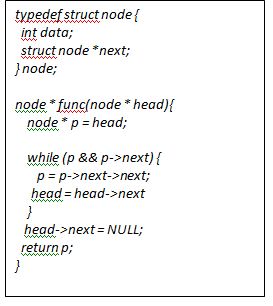 typedef struct node {
int data;
struct node *next;
} node;
node * func(node * head){
node * p = head;
while (p && p->next) {
p = p->next->next;
head = head->next
}
head->next = NULL;
return p;
}